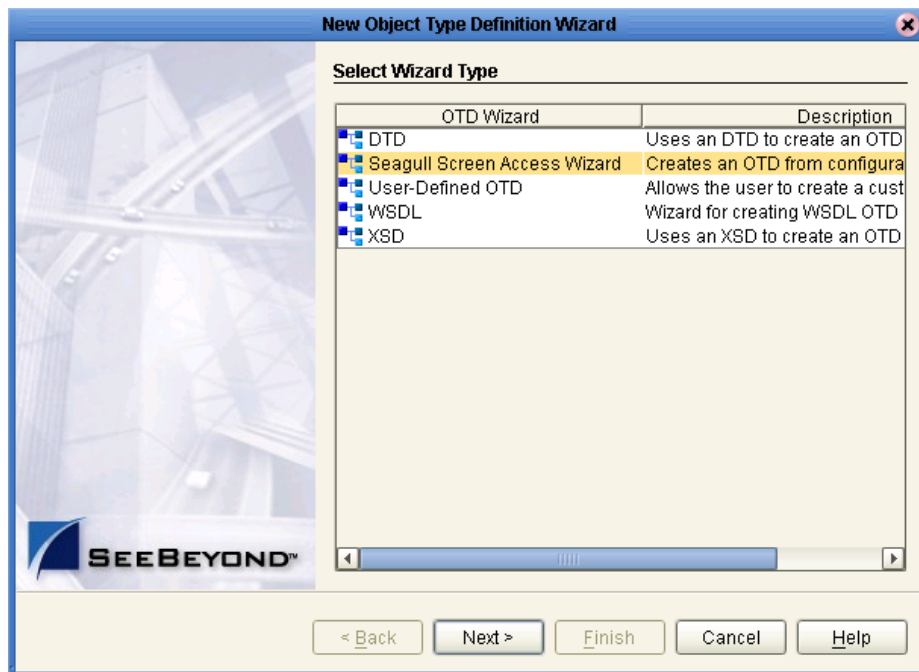 New Object Type Definition Wizard
Select Wizard Type
OTD Wizard Description
DTD Uses an DTD to create an OTD
Seagull Screen Access Wizard Creates an OTD from configura
User-Defined OTD Allows the user to create a cust
WSDL Wizard for creating WSDL OTD
XSD Uses an XSD to create an OTD
SEEBEYOND™
< Back Next > Finish Cancel Help